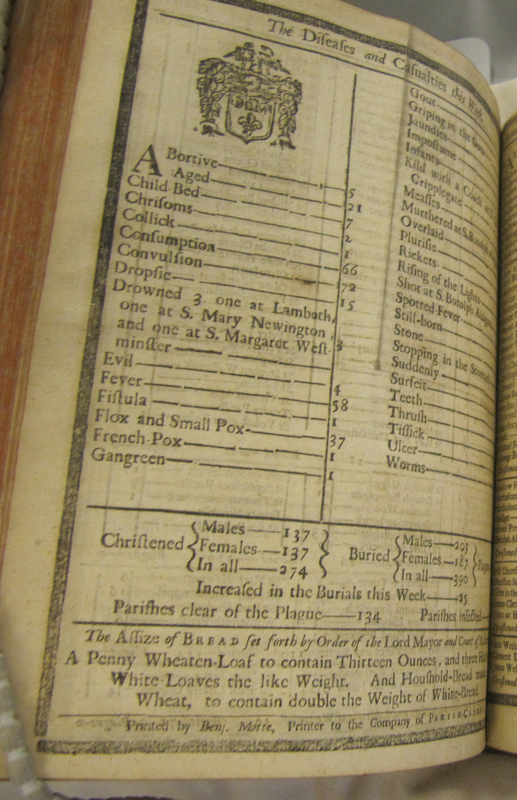 The Diſeaſes and Caſualties this Week.
ABortive 5
Aged 21
Child-Bed 7
Chriſoms 2
Collick 1
Conſumption 66
Convulſion 72
Dropſie 15
Drowned 3 one at Lambeth,
one at S. Mary Newington,
and one at S. Margaret Weſt- 3
minſter
Evil 4
Fever 58
Fiſtula 1
Flox and Small Pox 37
French-Pox 1
Gangreen 1
Gout
Griping in the Guts
Jaundies
Impoſtume
Infants
Kild with a Coach at S.
Cripplegate
Meaſles
Murthered at S. Botolph
Overlaid
Pluriſie
Rickets
Riſing of the Lights
Shot at S. Botolph
Spotted Fever
Still-born
Stone
Stopping in the Stomach
Suddenly
Surfeit
Teeth
Thruſh
Tiſſick
Ulcer
Worms
Chriſtened { Males 137
Females 137
In all 274 }
Buried { Males 203
Females 187
In all 390 }
Increaſed in the Burials this Week 25
Pariſhes clear of the Plague 134 Pariſhes infected
The Aſſize of BREAD ſet forth by Order of the Lord Mayor and Court of
A Penny Wheaten-Loaf to contain Thirteen Ounces, and three
White-Loaves the like Weight. And Houſhold-Bread made
Wheat, to contain double the Weight of White-Bread.
Printed by Benj. Motte, Printer to the Company of PARISH-CLERKS